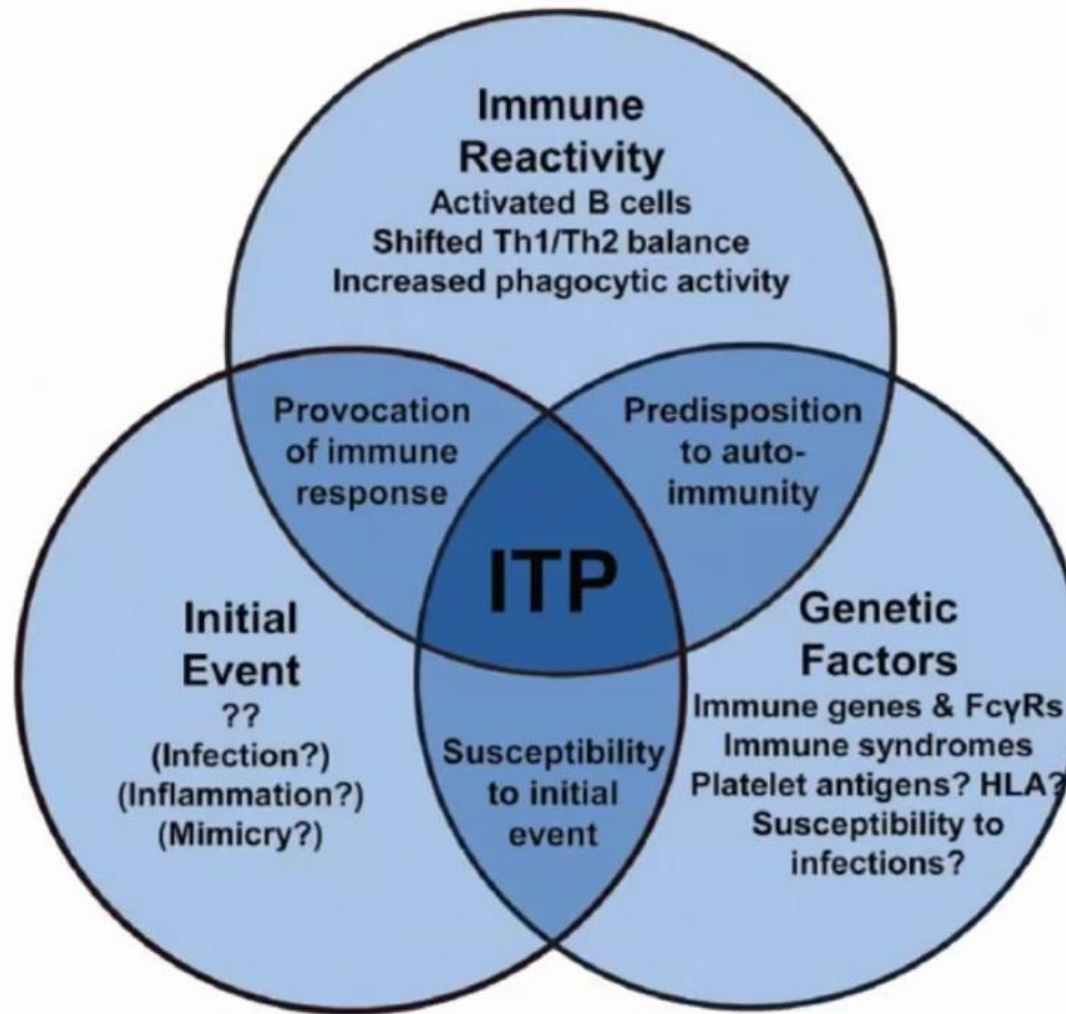 Immune
Reactivity
Activated B cells
Shifted Th1/Th2 balance
Increased phagocytic activity
Provocation
of immune
response
Predisposition
to auto-
immunity
ITP
Initial
Event
??
(Infection?)
(Inflammation?)
(Mimicry?)
Susceptibility
to initial
event
Genetic
Factors
Immune genes & FcγRs
Immune syndromes
Platelet antigens? HLA?
Susceptibility to
infections?